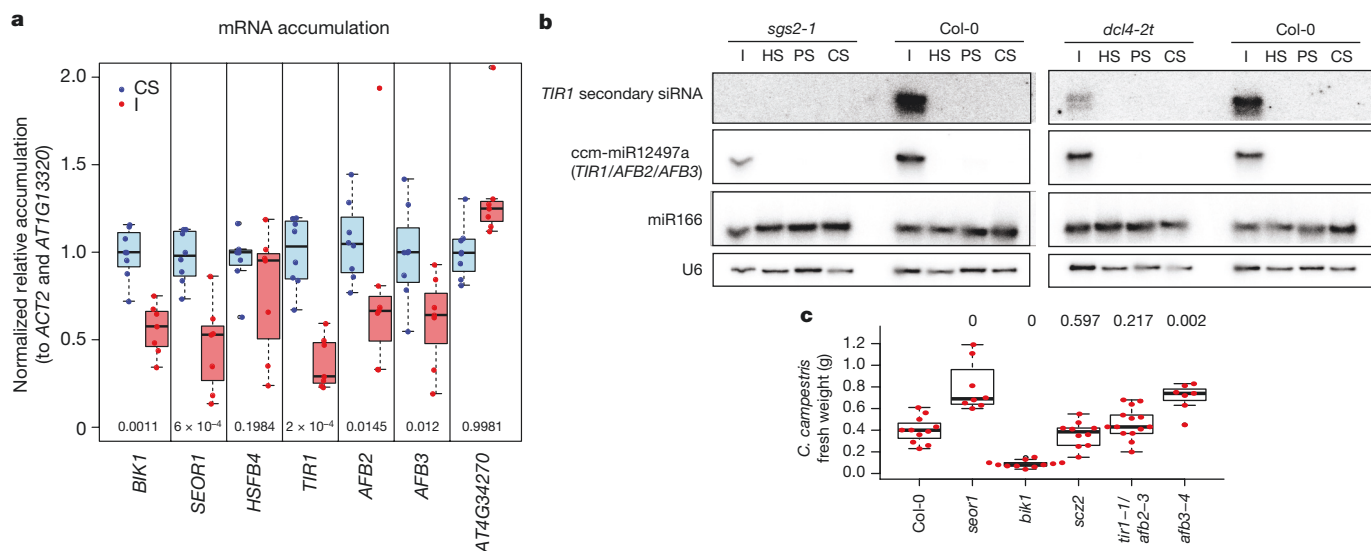 a
mRNA accumulation
Normalized relative accumulation
(to ACT2 and AT1G13320)
2.0
1.5
1.0
0.5
0
CS
I
0.0011
6 × 10⁻⁴
0.1984
2 × 10⁻⁴
0.0145
0.012
0.9981
BIK1
SEOR1
HSFB4
TIR1
AFB2
AFB3
AT4G34270
b
sgs2-1 Col-0 dcl4-2t Col-0
I HS PS CS I HS PS CS I HS PS CS I HS PS CS
TIR1 secondary siRNA
ccm-miR12497a
(TIR1/AFB2/AFB3)
miR166
U6
c
0 0 0.597 0.217 0.002
C. campestris
fresh weight (g)
1.2
1.0
0.8
0.6
0.4
0.2
0.0
Col-0
seor1
bik1
scz2
tir1-1/
afb2-3
afb3-4